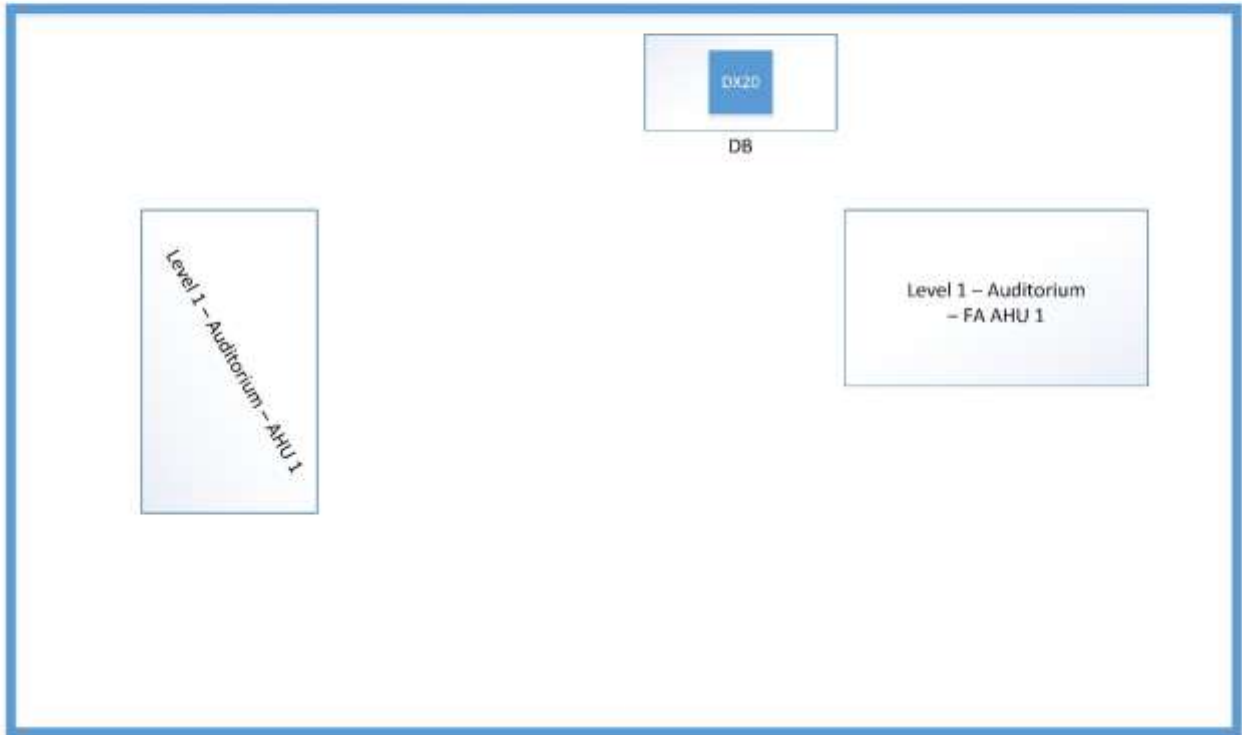 DX20
DB
Level 1 – Auditorium – AHU 1
Level 1 – Auditorium
– FA AHU 1